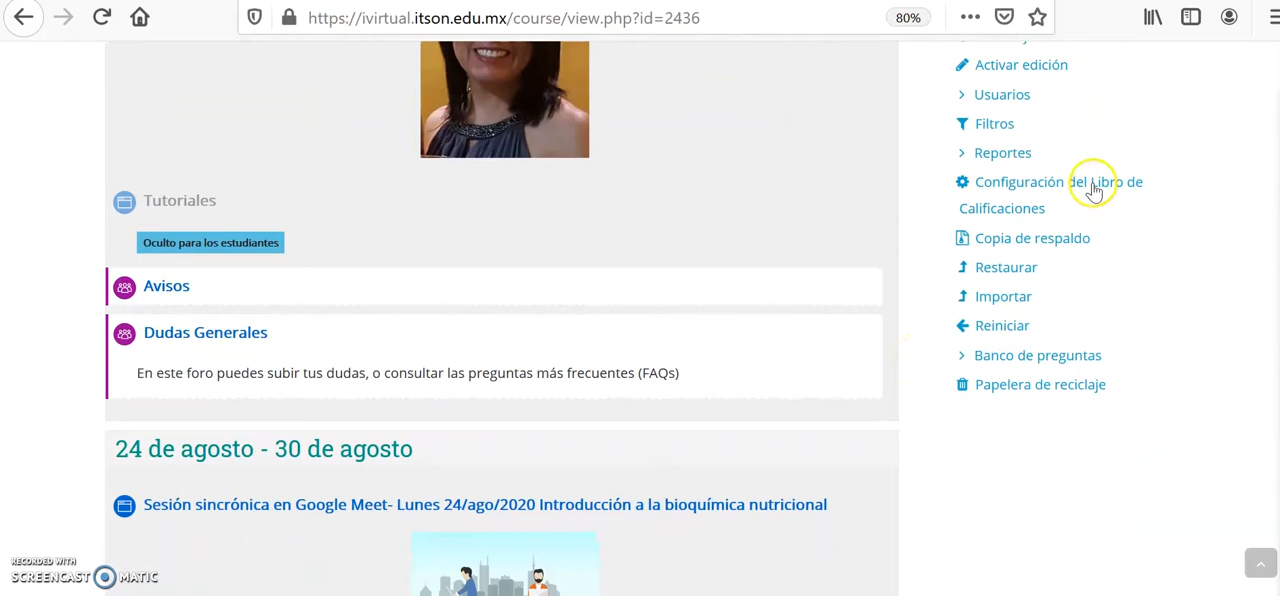 https://ivirtual.itson.edu.mx/course/view.php?id=2436
80%
Activar edición
Usuarios
Filtros
Reportes
Configuración del Libro de
Calificaciones
Copia de respaldo
Restaurar
Importar
Reiniciar
Banco de preguntas
Papelera de reciclaje
Tutoriales
Oculto para los estudiantes
Avisos
Dudas Generales
En este foro puedes subir tus dudas, o consultar las preguntas más frecuentes (FAQs)
24 de agosto - 30 de agosto
Sesión sincrónica en Google Meet- Lunes 24/ago/2020 Introducción a la bioquímica nutricional
RECORDED WITH
SCREENCAST MATIC